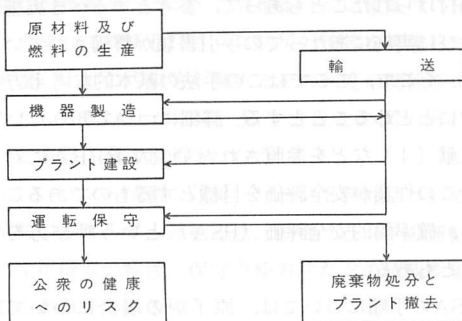 原材料及び
燃料の生産
輸送
機器製造
プラント建設
運転保守
公衆の健康
へのリスク
廃棄物処分と
プラント撤去